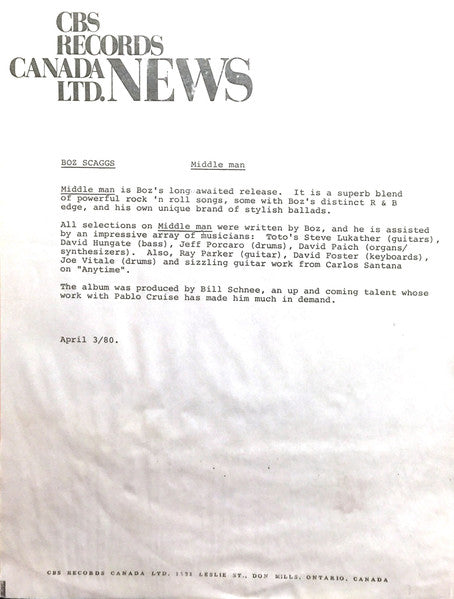 CBS
RECORDS
CANADA NEWS
LTD.
BOZ SCAGGS Middle man
Middle man is Boz's long awaited release. It is a superb blend
of powerful rock 'n roll songs, some with Boz's distinct R & B
edge, and his own unique brand of stylish ballads.
All selections on Middle man were written by Boz, and he is assisted
by an impressive array of musicians: Toto's Steve Lukather (guitars),
David Hungate (bass), Jeff Porcaro (drums), David Paich (organs/
synthesizers). Also, Ray Parker (guitar), David Foster (keyboards),
Joe Vitale (drums) and sizzling guitar work from Carlos Santana
on "Anytime".
The album was produced by Bill Schnee, an up and coming talent whose
work with Pablo Cruise has made him much in demand.
April 3/80.
CBS RECORDS CANADA LTD. 1121 LESLIE ST., DON MILLS, ONTARIO, CANADA